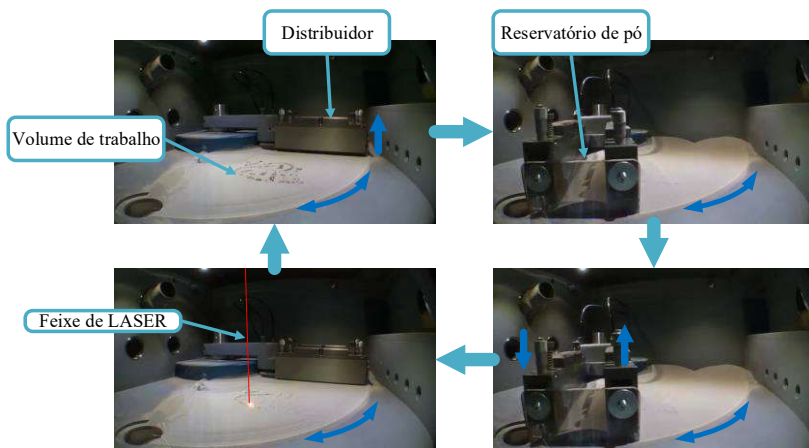 Distribuidor
Reservatório de pó
Volume de trabalho
Feixe de LASER